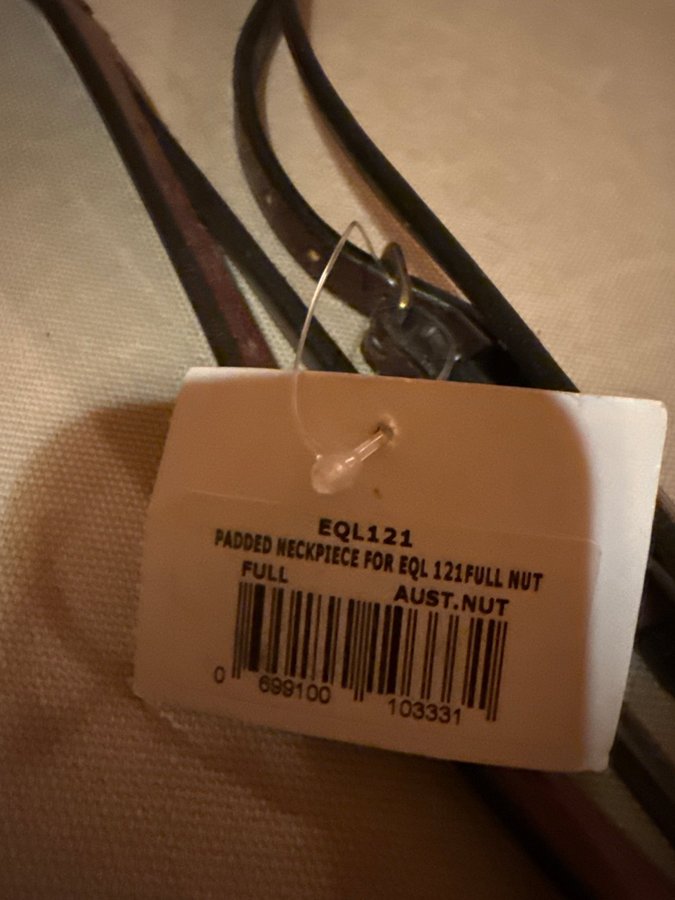 EQL121
PADDED NECKPIECE FOR EQL 121FULL NUT
FULL
AUST.NUT
0 699100 103331